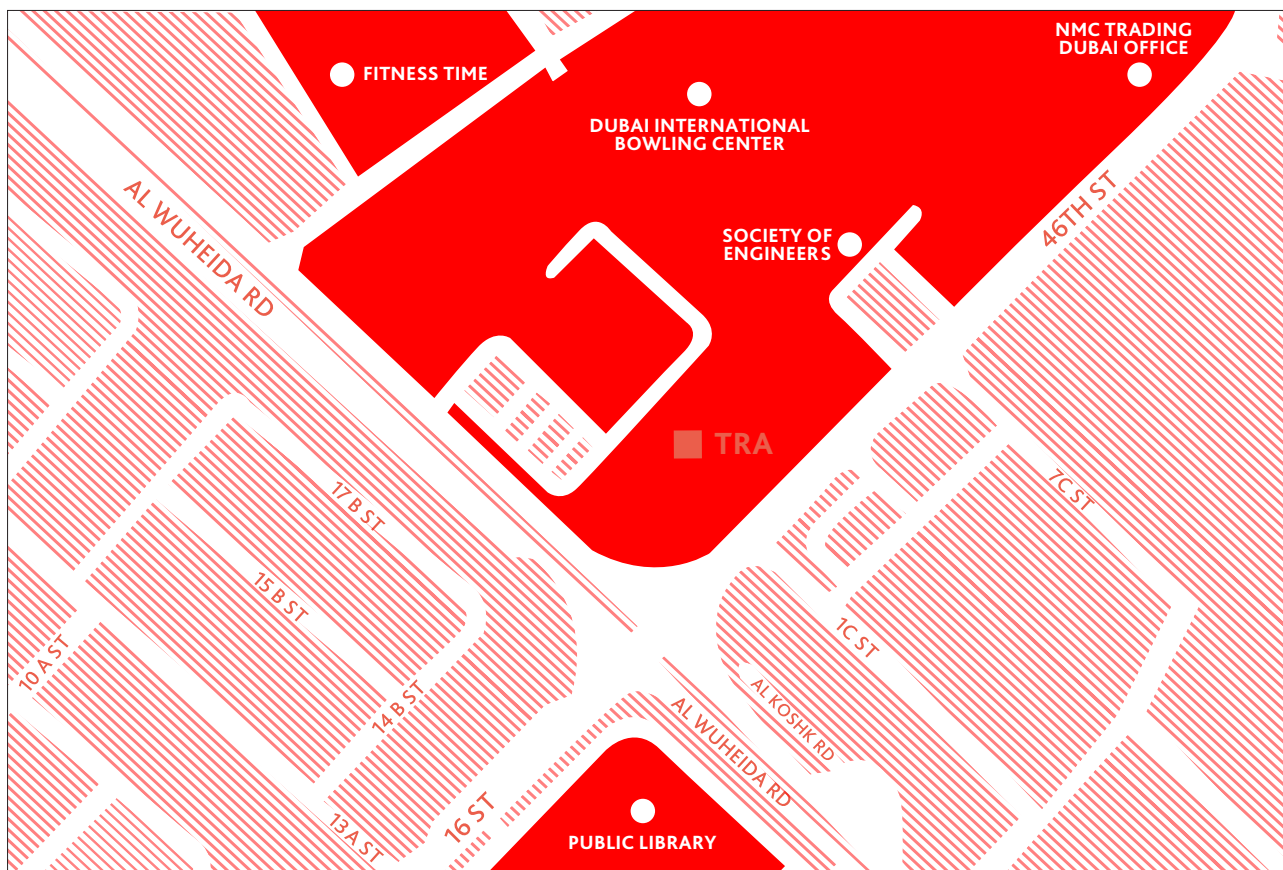 NMC TRADING
DUBAI OFFICE
FITNESS TIME
DUBAI INTERNATIONAL
BOWLING CENTER
AL WUHEIDA RD
46TH ST
SOCIETY OF
ENGINEERS
TRA
17 B ST
7C ST
15 B ST
1C ST
10 A ST
14 B ST
AL KOSHK RD
AL WUHEIDA RD
16 ST
13 A ST
PUBLIC LIBRARY